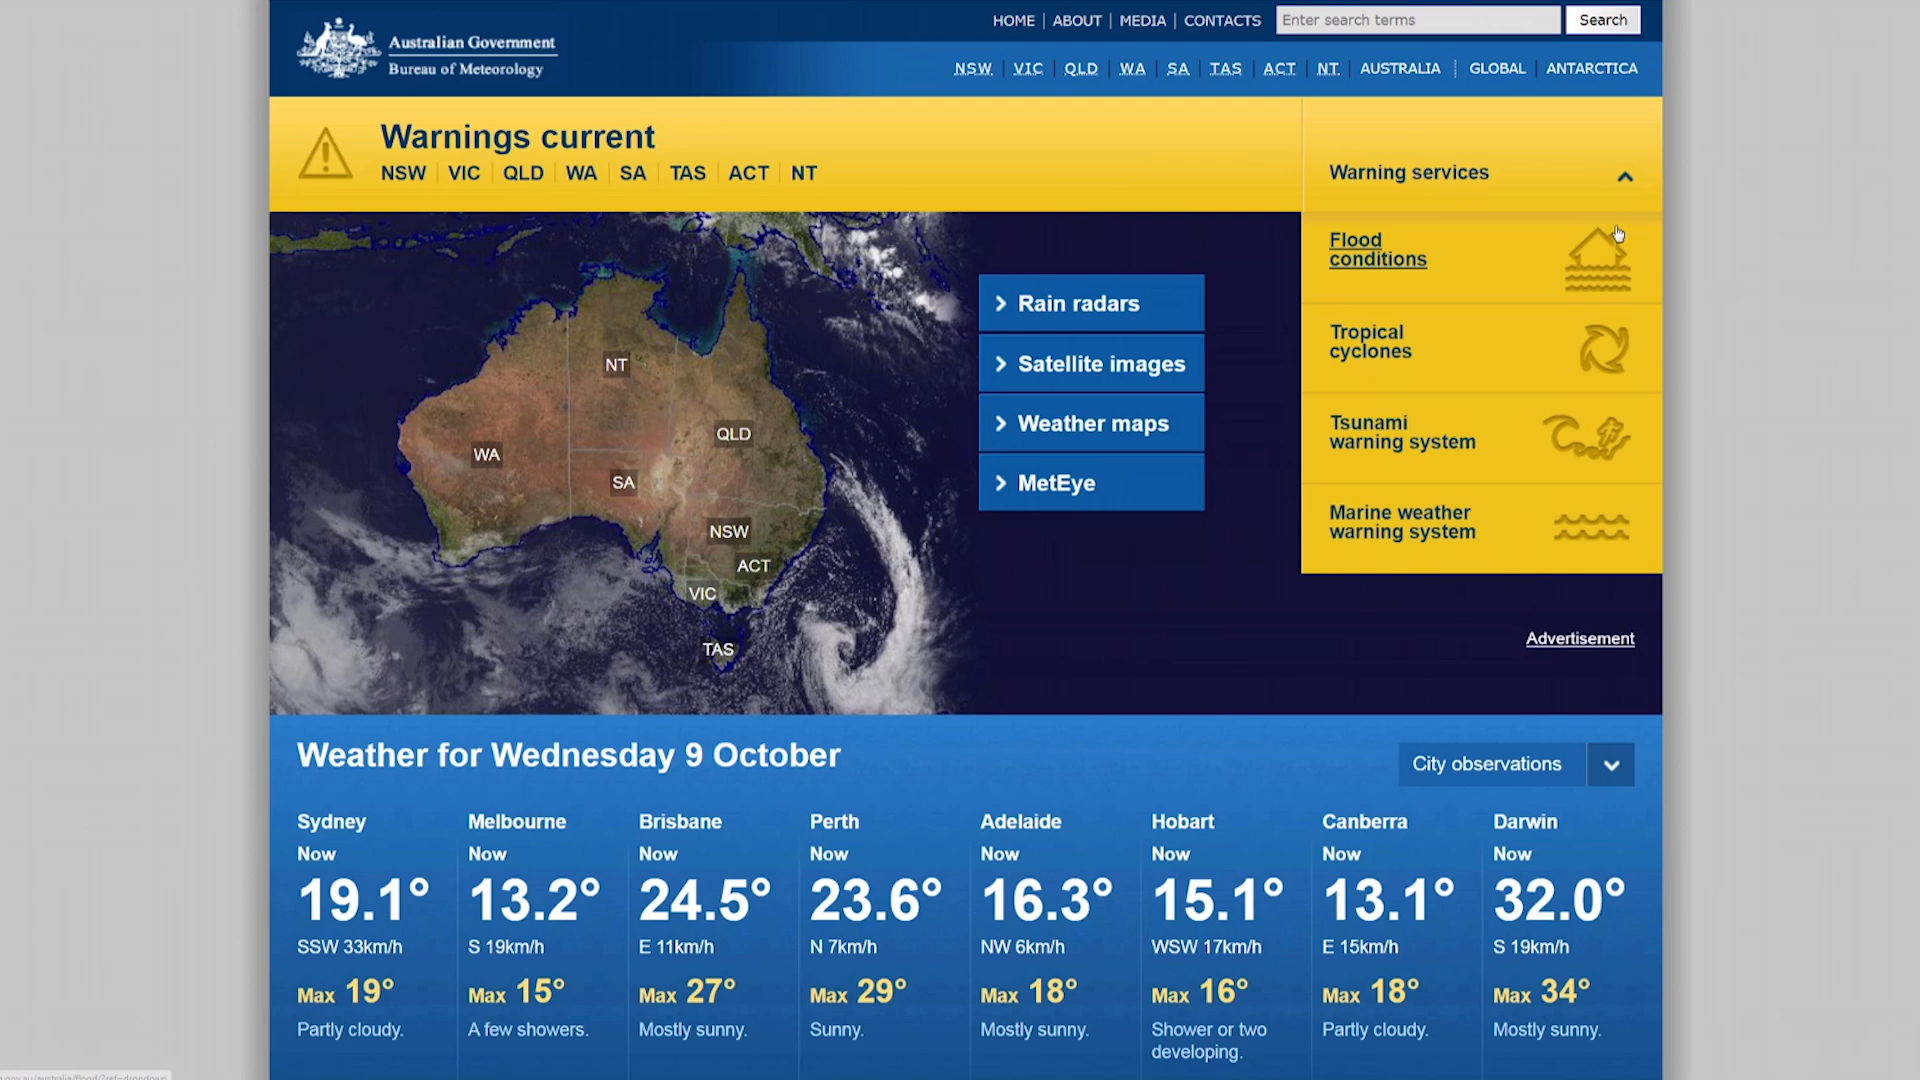 HOME ABOUT MEDIA CONTACTS Enter search terms Search
Australian Government
Bureau of Meteorology
NSW VIC QLD WA SA TAS ACT NT AUSTRALIA GLOBAL ANTARCTICA
Warnings current
NSW VIC QLD WA SA TAS ACT NT
Warning services
Flood
conditions
Tropical
cyclones
Tsunami
warning system
Marine weather
warning system
Rain radars
Satellite images
Weather maps
MetEye
NT
QLD
WA
SA
NSW
ACT
VIC
TAS
Advertisement
Weather for Wednesday 9 October
City observations
Sydney Melbourne Brisbane Perth Adelaide Hobart Canberra Darwin
Now Now Now Now Now Now Now Now
19.1° 13.2° 24.5° 23.6° 16.3° 15.1° 13.1° 32.0°
SSW 33km/h S 19km/h E 11km/h N 7km/h NW 6km/h WSW 17km/h E 15km/h S 19km/h
Max 19° Max 15° Max 27° Max 29° Max 18° Max 16° Max 18° Max 34°
Partly cloudy. A few showers. Mostly sunny. Sunny. Mostly sunny. Shower or two Partly cloudy. Mostly sunny.
developing.